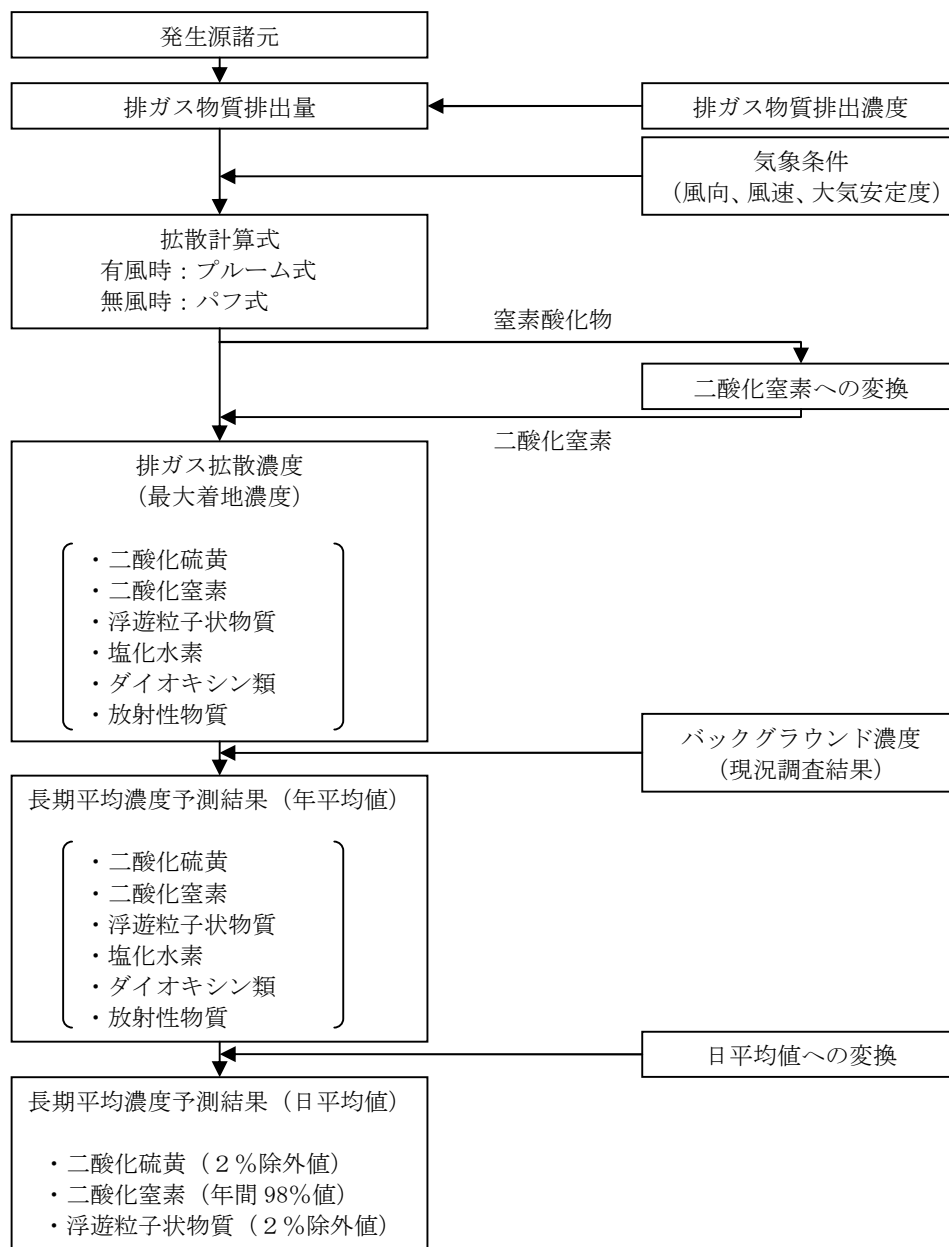 発生源諸元
排ガス物質排出量
排ガス物質排出濃度
気象条件
(風向、風速、大気安定度)
拡散計算式
有風時：プルーム式
無風時：パフ式
窒素酸化物
二酸化窒素への変換
二酸化窒素
排ガス拡散濃度
(最大着地濃度)
・二酸化硫黄
・二酸化窒素
・浮遊粒子状物質
・塩化水素
・ダイオキシン類
・放射性物質
バックグラウンド濃度
(現況調査結果)
長期平均濃度予測結果（年平均値）
・二酸化硫黄
・二酸化窒素
・浮遊粒子状物質
・塩化水素
・ダイオキシン類
・放射性物質
日平均値への変換
長期平均濃度予測結果（日平均値）
・二酸化硫黄（２％除外値）
・二酸化窒素（年間 98％値）
・浮遊粒子状物質（２％除外値）